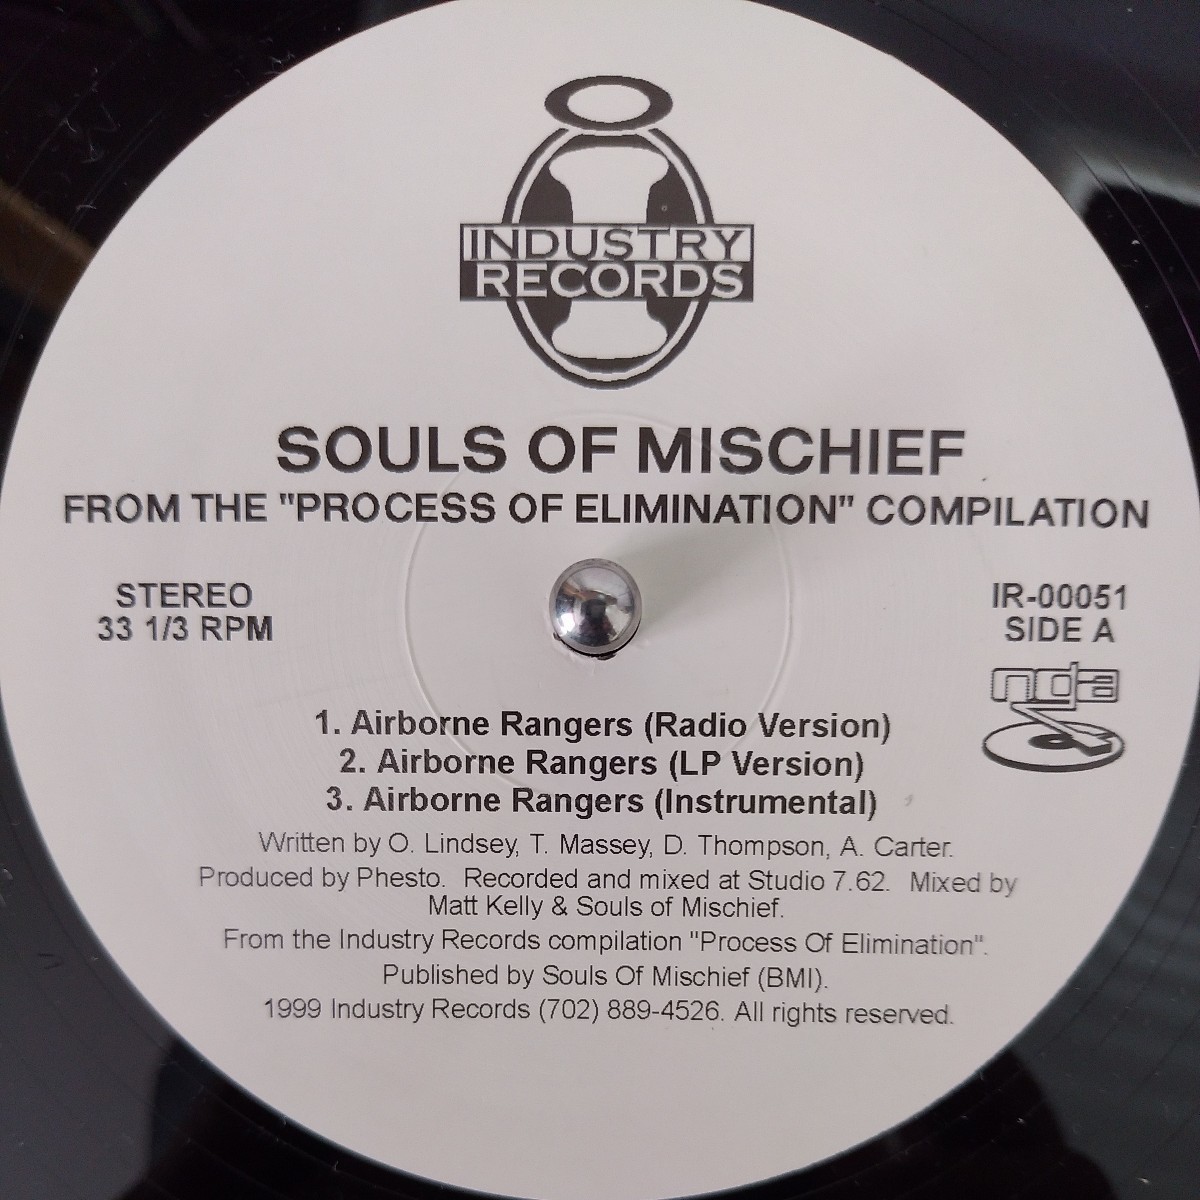 INDUSTRY
RECORDS
SOULS OF MISCHIEF
FROM THE "PROCESS OF ELIMINATION" COMPILATION
STEREO
33 1/3 RPM
IR-00051
SIDE A
nda
1. Airborne Rangers (Radio Version)
2. Airborne Rangers (LP Version)
3. Airborne Rangers (Instrumental)
Written by O. Lindsey, T. Massey, D. Thompson, A. Carter.
Produced by Phesto. Recorded and mixed at Studio 7.62. Mixed by
Matt Kelly & Souls of Mischief.
From the Industry Records compilation "Process Of Elimination".
Published by Souls Of Mischief (BMI).
1999 Industry Records (702) 889-4526. All rights reserved.